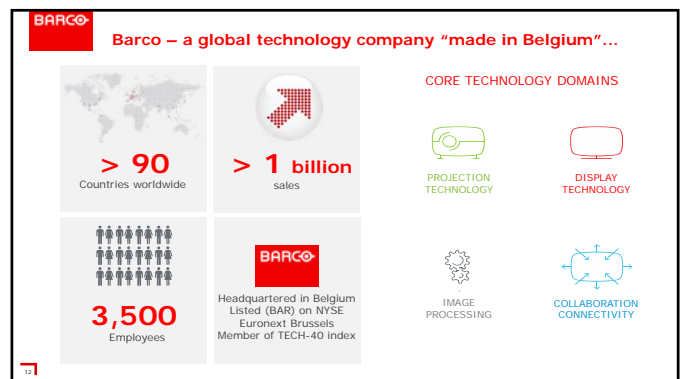 BARCO
Barco – a global technology company “made in Belgium”…
> 90
Countries worldwide
> 1 billion
sales
3,500
Employees
BARCO
Headquartered in Belgium
Listed (BAR) on NYSE
Euronext Brussels
Member of TECH-40 index
CORE TECHNOLOGY DOMAINS
PROJECTION
TECHNOLOGY
DISPLAY
TECHNOLOGY
IMAGE
PROCESSING
COLLABORATION
CONNECTIVITY
12